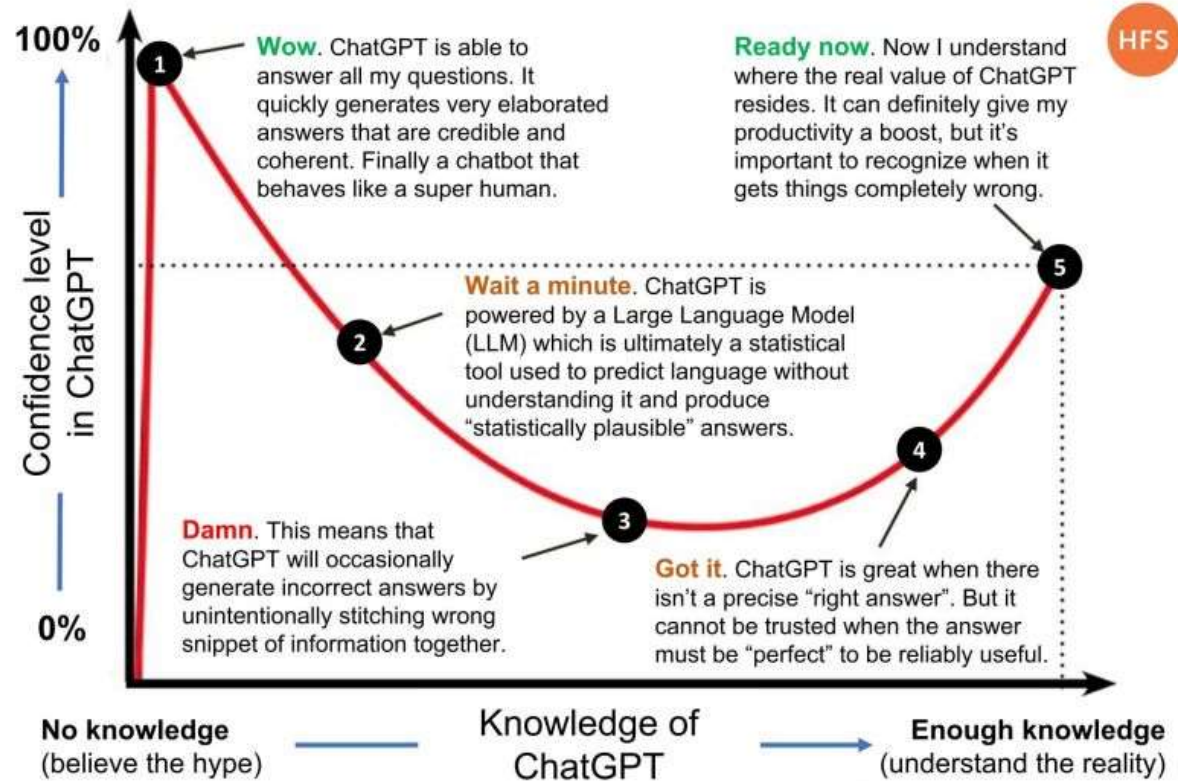 100%
Confidence level
in ChatGPT
0%
1
Wow. ChatGPT is able to
answer all my questions. It
quickly generates very elaborated
answers that are credible and
coherent. Finally a chatbot that
behaves like a super human.
Ready now. Now I understand
where the real value of ChatGPT
resides. It can definitely give my
productivity a boost, but it's
important to recognize when it
gets things completely wrong.
HFS
5
2
Wait a minute. ChatGPT is
powered by a Large Language Model
(LLM) which is ultimately a statistical
tool used to predict language without
understanding it and produce
“statistically plausible” answers.
4
3
Damn. This means that
ChatGPT will occasionally
generate incorrect answers by
unintentionally stitching wrong
snippet of information together.
Got it. ChatGPT is great when there
isn't a precise “right answer”. But it
cannot be trusted when the answer
must be “perfect” to be reliably useful.
No knowledge
(believe the hype)
Knowledge of
ChatGPT
Enough knowledge
(understand the reality)